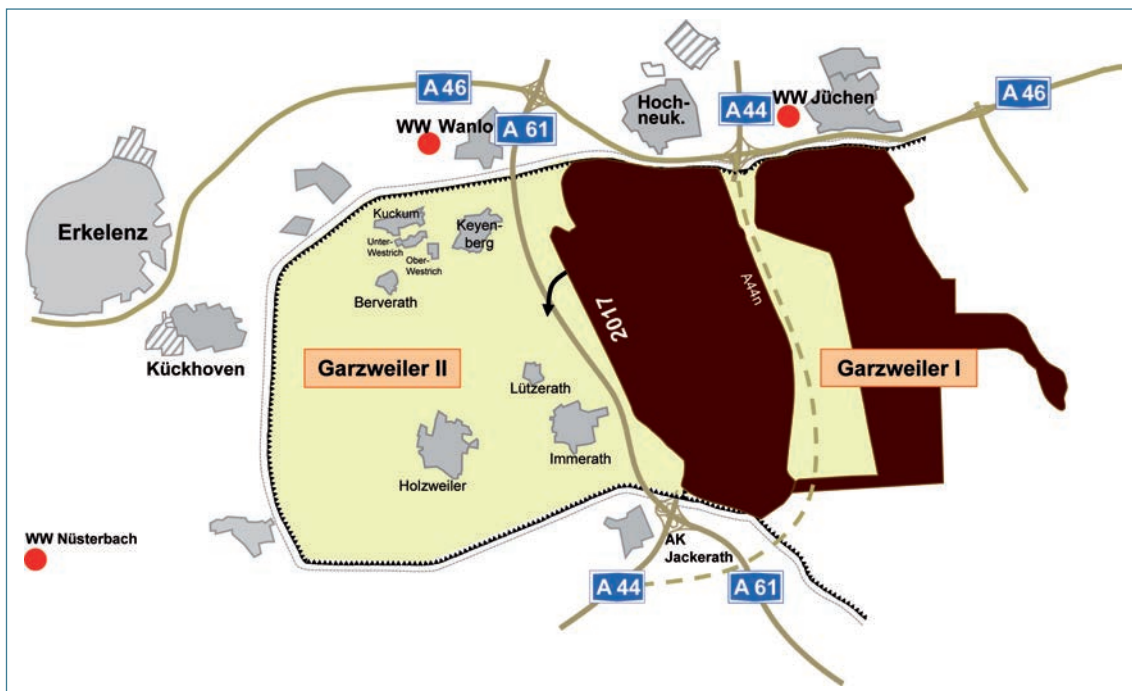 A 46
WW Wanlo
A 61
Hoch-
neuk.
A 44
WW Jüchen
A 46
Erkelenz
Kuckum
Unter-
Westrich
Ober-
Westrich
Keyen-
berg
Berverath
Kückhoven
2017
A44n
Garzweiler II
Garzweiler I
Lützerath
Immerath
Holzweiler
WW Nüsterbach
AK
Jackerath
A 44
A 61